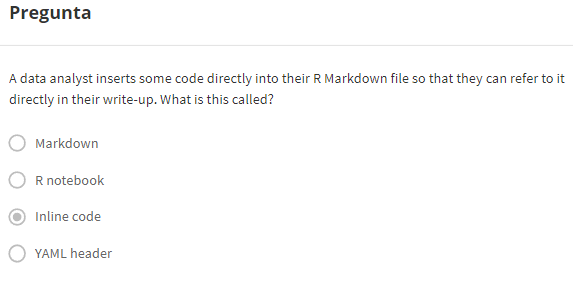 Pregunta
A data analyst inserts some code directly into their R Markdown file so that they can refer to it
directly in their write-up. What is this called?
Markdown
R notebook
Inline code
YAML header